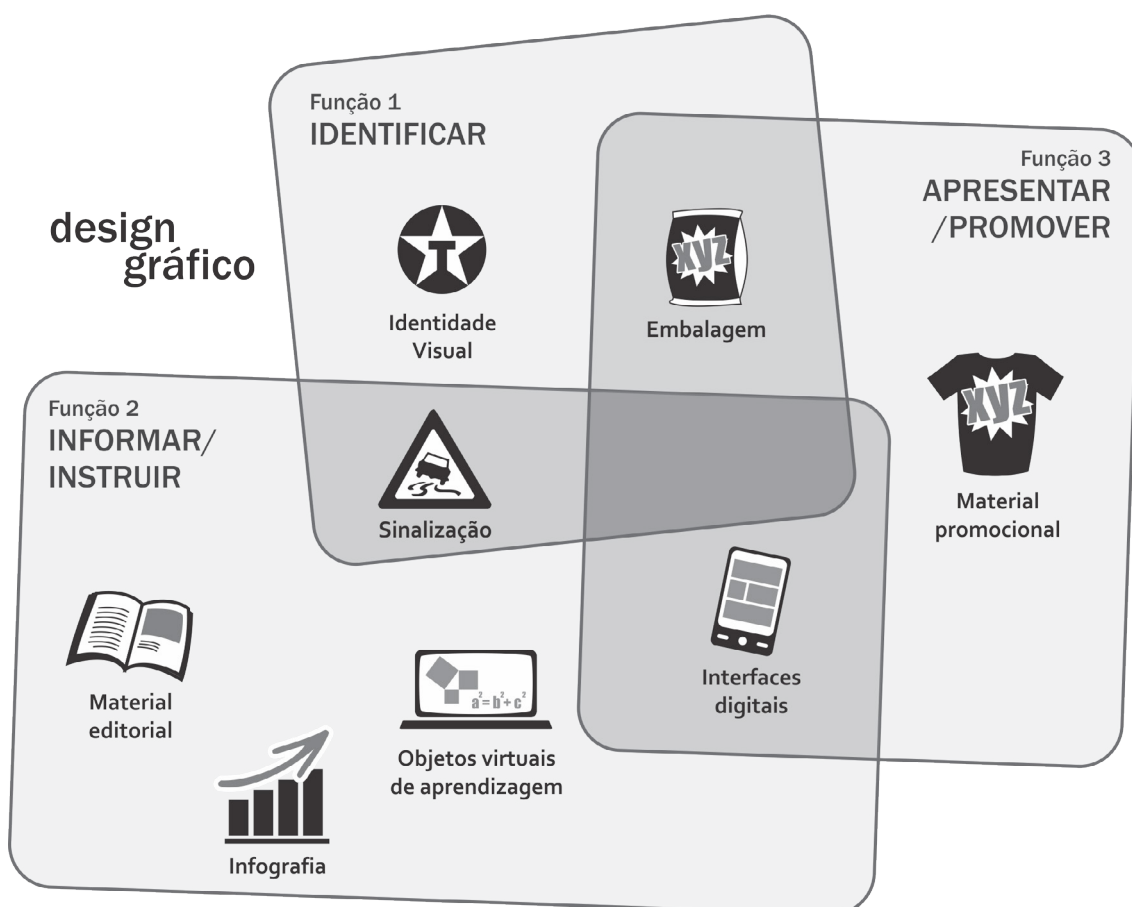 design
gráfico
Função 1
IDENTIFICAR
Identidade
Visual
xyz
Embalagem
Função 3
APRESENTAR
/PROMOVER
xyz
Material
promocional
Função 2
INFORMAR/
INSTRUIR
T
Sinalização
Material
editorial
Infografia
a²=b²+c²
Objetos virtuais
de aprendizagem
Interfaces
digitais